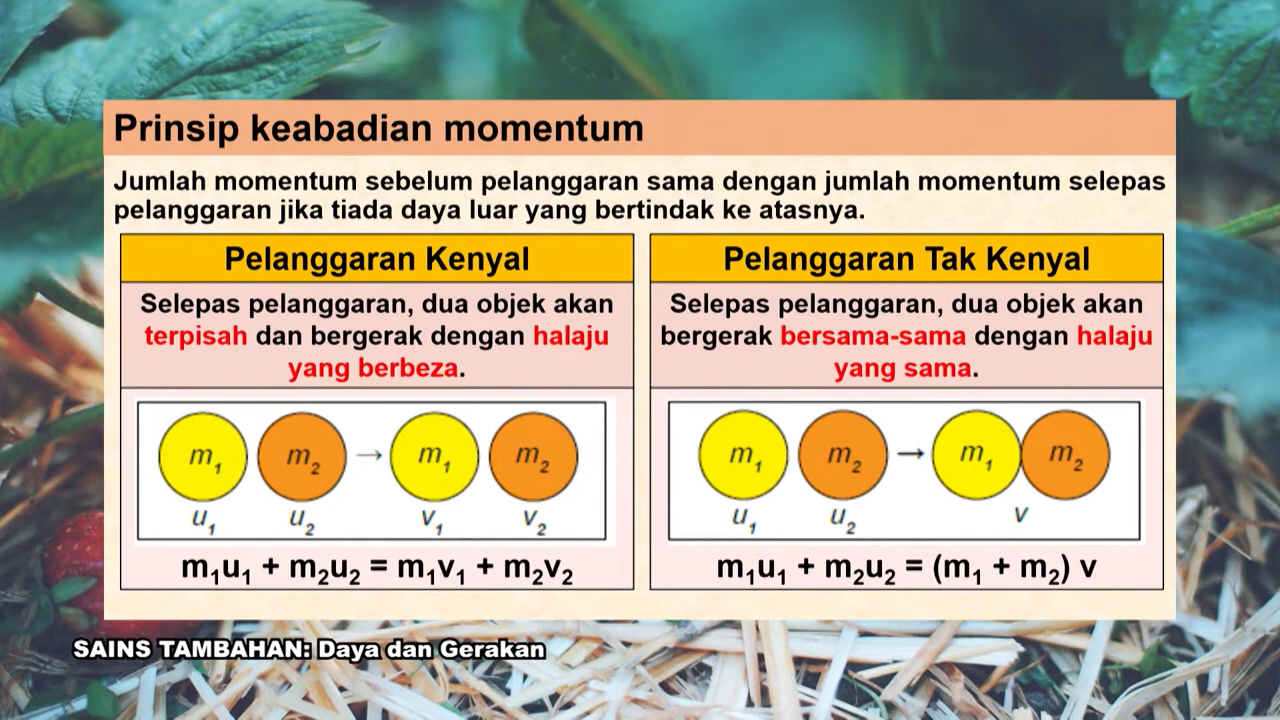 Prinsip keabadian momentum
Jumlah momentum sebelum pelanggaran sama dengan jumlah momentum selepas
pelanggaran jika tiada daya luar yang bertindak ke atasnya.
Pelanggaran Kenyal
Selepas pelanggaran, dua objek akan
terpisah dan bergerak dengan halaju
yang berbeza.
m₁ m₂ → m₁ m₂
u₁ u₂ v₁ v₂
m₁u₁ + m₂u₂ = m₁v₁ + m₂v₂
Pelanggaran Tak Kenyal
Selepas pelanggaran, dua objek akan
bergerak bersama-sama dengan halaju
yang sama.
m₁ m₂ → m₁ m₂
u₁ u₂ v
m₁u₁ + m₂u₂ = (m₁ + m₂) v
SAINS TAMBAHAN: Daya dan Gerakan